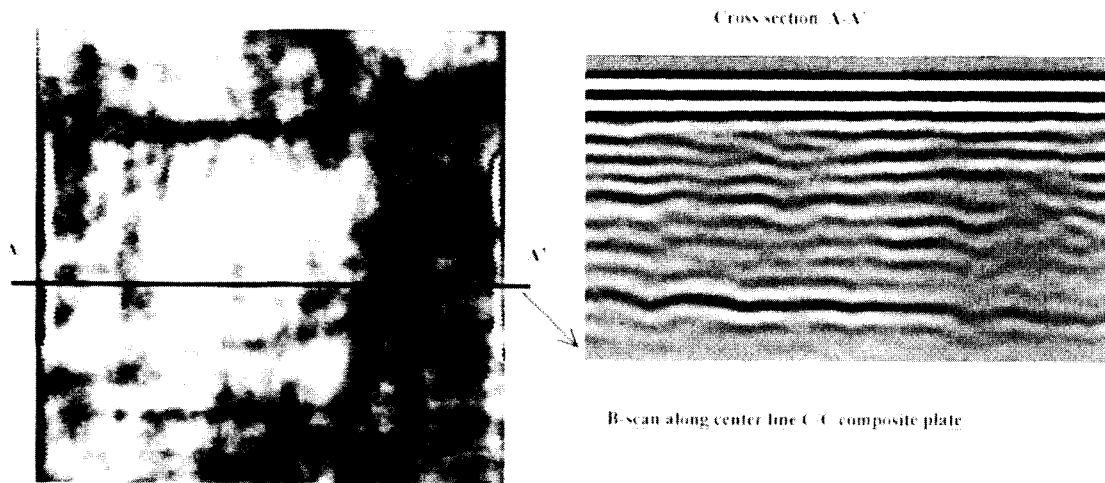 Cross section A-A'
A
A'
B-scan along center line C/C composite plate